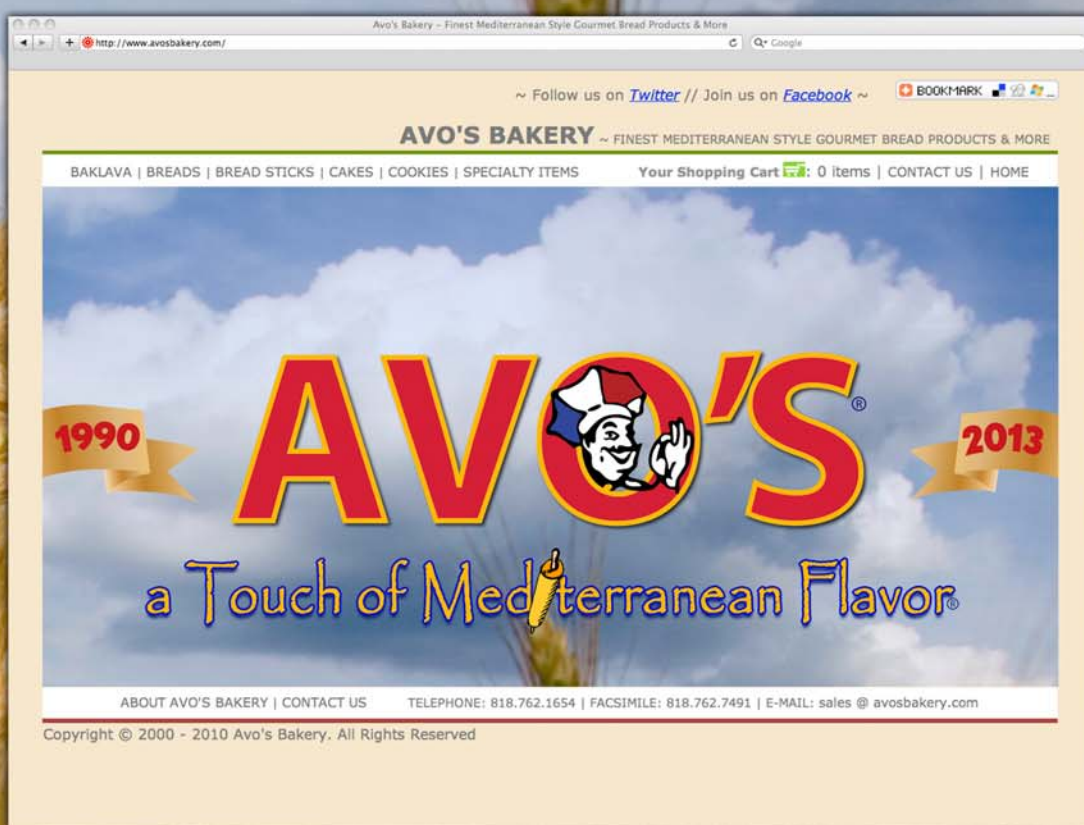 Avo's Bakery – Finest Mediterranean Style Gourmet Bread Products & More
http://www.avosbakery.com/
Google
~ Follow us on Twitter // Join us on Facebook ~ BOOKMARK
AVO'S BAKERY ~ FINEST MEDITERRANEAN STYLE GOURMET BREAD PRODUCTS & MORE
BAKLAVA | BREADS | BREAD STICKS | CAKES | COOKIES | SPECIALTY ITEMS Your Shopping Cart : 0 items | CONTACT US | HOME
AVO'S®
1990 2013
a Touch of Mediterranean Flavor®
ABOUT AVO'S BAKERY | CONTACT US TELEPHONE: 818.762.1654 | FACSIMILE: 818.762.7491 | E-MAIL: sales @ avosbakery.com
Copyright © 2000 - 2010 Avo's Bakery. All Rights Reserved